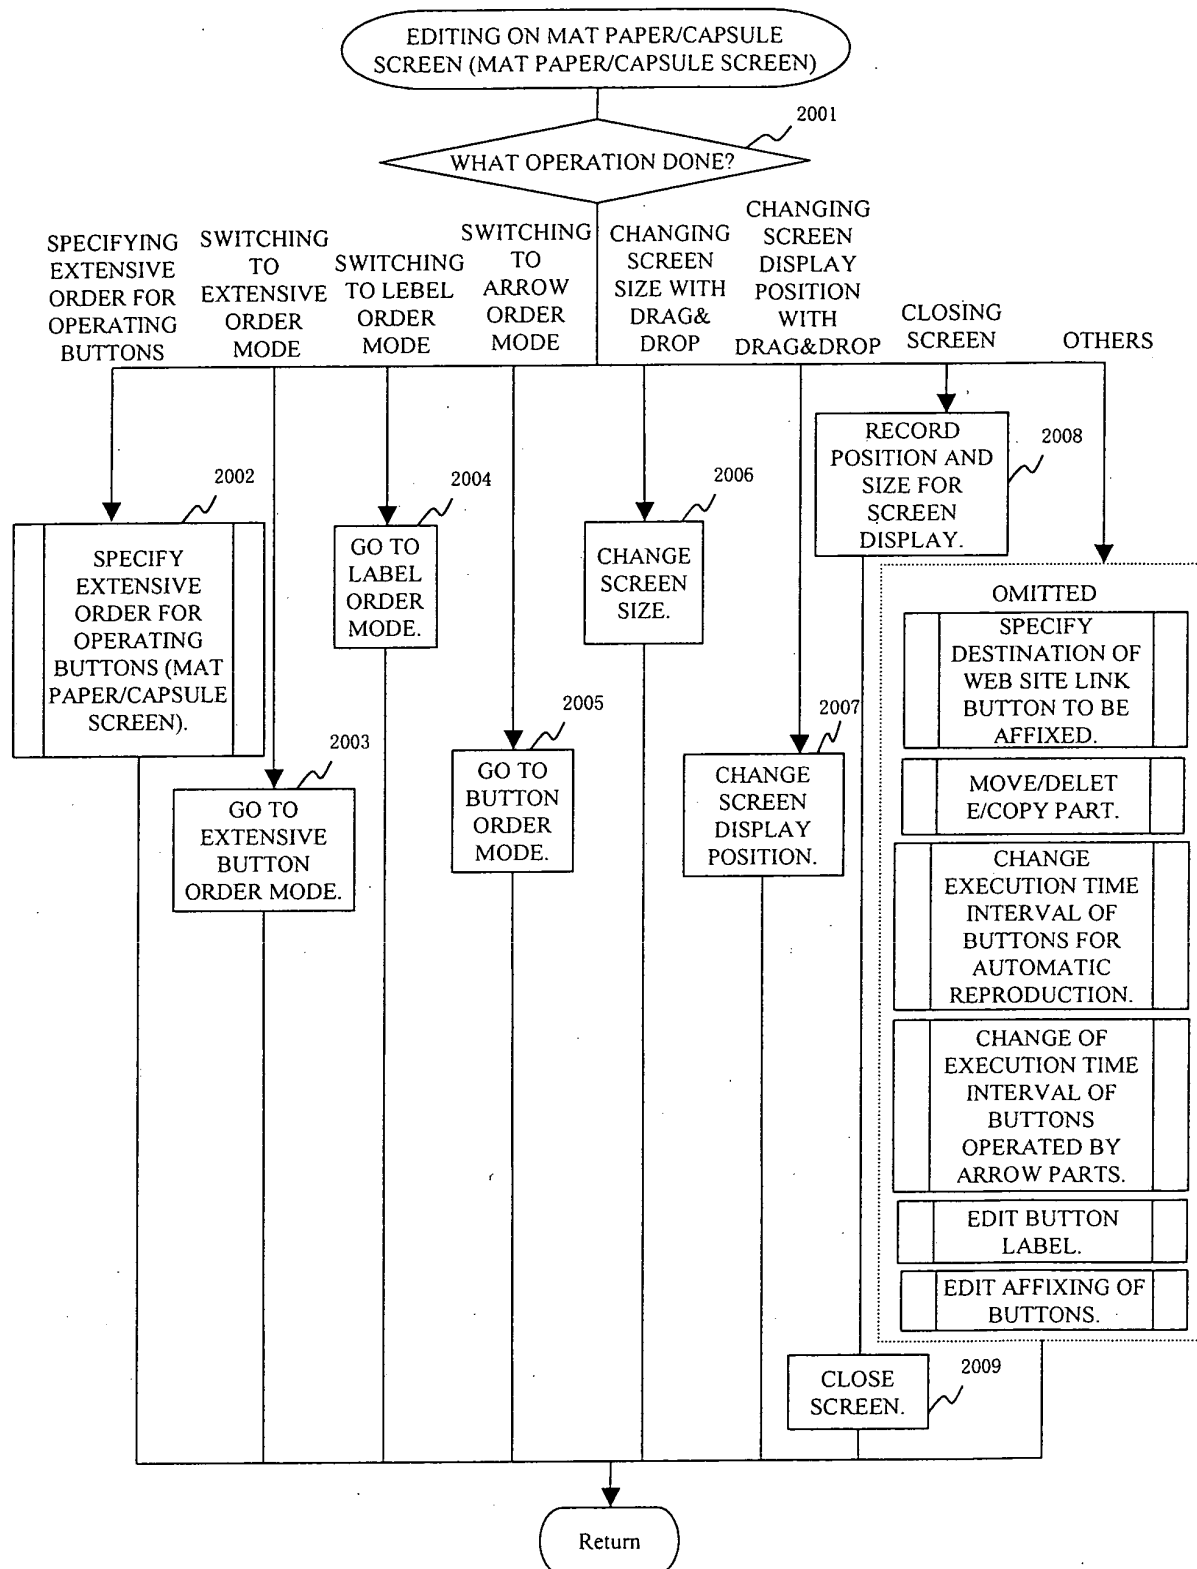 EDITING ON MAT PAPER/CAPSULE
SCREEN (MAT PAPER/CAPSULE SCREEN)
2001
WHAT OPERATION DONE?
SPECIFYING
EXTENSIVE
ORDER FOR
OPERATING
BUTTONS
SWITCHING
TO
EXTENSIVE
ORDER
MODE
SWITCHING
TO LEBEL
ORDER
MODE
SWITCHING
TO
ARROW
ORDER
MODE
CHANGING
SCREEN
SIZE WITH
DRAG&
DROP
CHANGING
SCREEN
DISPLAY
POSITION
WITH
DRAG&DROP
CLOSING
SCREEN
OTHERS
2002
SPECIFY
EXTENSIVE
ORDER FOR
OPERATING
BUTTONS (MAT
PAPER/CAPSULE
SCREEN).
2003
GO TO
EXTENSIVE
BUTTON
ORDER MODE.
2004
GO TO
LABEL
ORDER
MODE.
2005
GO TO
BUTTON
ORDER
MODE.
2006
CHANGE
SCREEN
SIZE.
2007
CHANGE
SCREEN
DISPLAY
POSITION.
2008
RECORD
POSITION AND
SIZE FOR
SCREEN
DISPLAY.
OMITTED
SPECIFY
DESTINATION OF
WEB SITE LINK
BUTTON TO BE
AFFIXED.
MOVE/DELET
E/COPY PART.
CHANGE
EXECUTION TIME
INTERVAL OF
BUTTONS FOR
AUTOMATIC
REPRODUCTION.
CHANGE OF
EXECUTION TIME
INTERVAL OF
BUTTONS
OPERATED BY
ARROW PARTS.
EDIT BUTTON
LABEL.
EDIT AFFIXING OF
BUTTONS.
2009
CLOSE
SCREEN.
Return